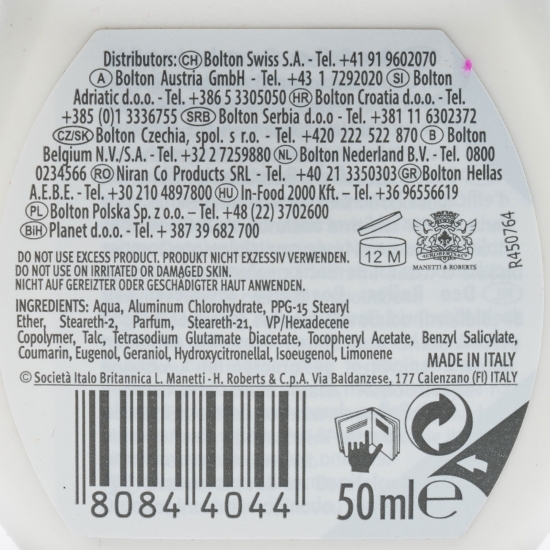 Distributors: CH Bolton Swiss S.A. - Tel. +41 91 9602070
A Bolton Austria GmbH - Tel. +43 1 7292020 SI Bolton
Adriatic d.o.o. - Tel. +386 5 3305050 HR Bolton Croatia d.o.o. - Tel.
+385 (0)1 3336755 SRB Bolton Serbia d.o.o - Tel. +381 11 6302372
CZ/SK Bolton Czechia, spol. s r.o. - Tel. +420 222 522 870 B Bolton
Belgium N.V./S.A. - Tel. +32 2 7259880 NL Bolton Nederland B.V. - Tel. 0800
0234566 RO Niran Co Products SRL - Tel. +40 21 3350303 GR Bolton Hellas
A.E.B.E. - Tel. +30 210 4897800 HU In-Food 2000 Kft. – Tel. +36 96556619
PL Bolton Polska Sp. z o.o. – Tel. +48 (22) 3702600
BiH Planet d.o.o. - Tel. + 387 39 682 700
12 M
MANETTI & ROBERTS
R450764
DO NOT USE EXCESS PRODUCT. PRODUKT NICHT EXZESSIV VERWENDEN.
DO NOT USE ON IRRITATED OR DAMAGED SKIN.
NICHT AUF GEREIZTER ODER GESCHÄDIGTER HAUT ANWENDEN.
INGREDIENTS: Aqua, Aluminum Chlorohydrate, PPG-15 Stearyl
Ether, Steareth-2, Parfum, Steareth-21, VP/Hexadecene
Copolymer, Talc, Tetrasodium Glutamate Diacetate, Tocopheryl Acetate, Benzyl Salicylate,
Coumarin, Eugenol, Geraniol, Hydroxycitronellal, Isoeugenol, Limonene
MADE IN ITALY
© Società Italo Britannica L. Manetti - H. Roberts & C.p.A. Via Baldanzese, 177 Calenzano (FI) ITALY
8084 4044
50 ml e